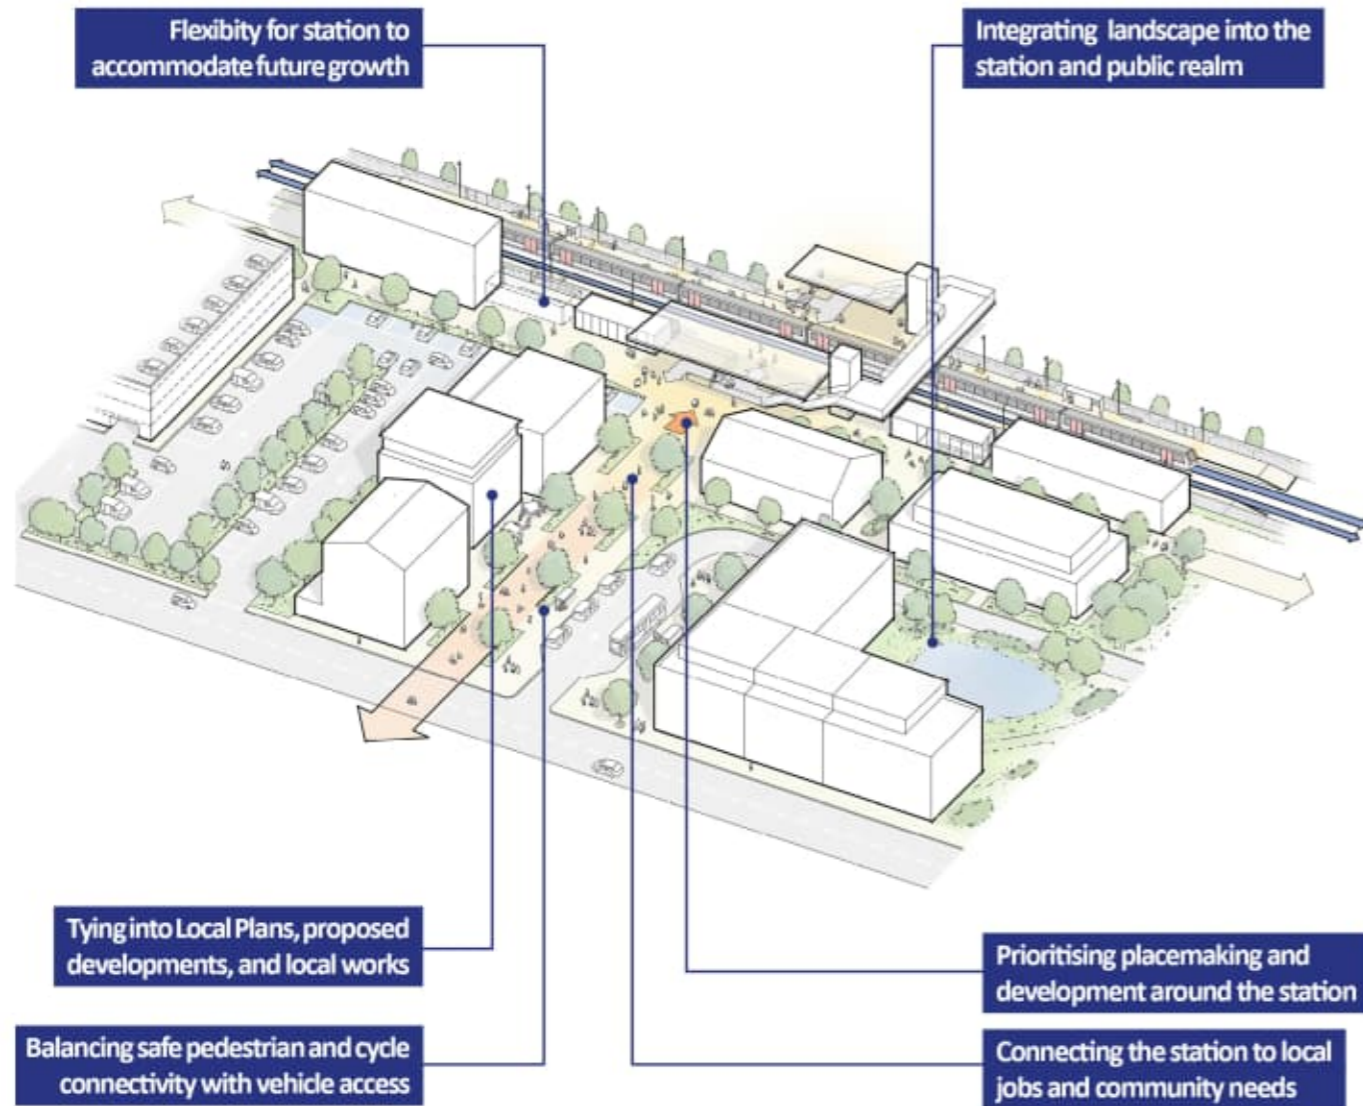 Flexibity for station to
accommodate future growth
Integrating landscape into the
station and public realm
Tying into Local Plans, proposed
developments, and local works
Balancing safe pedestrian and cycle
connectivity with vehicle access
Prioritising placemaking and
development around the station
Connecting the station to local
jobs and community needs